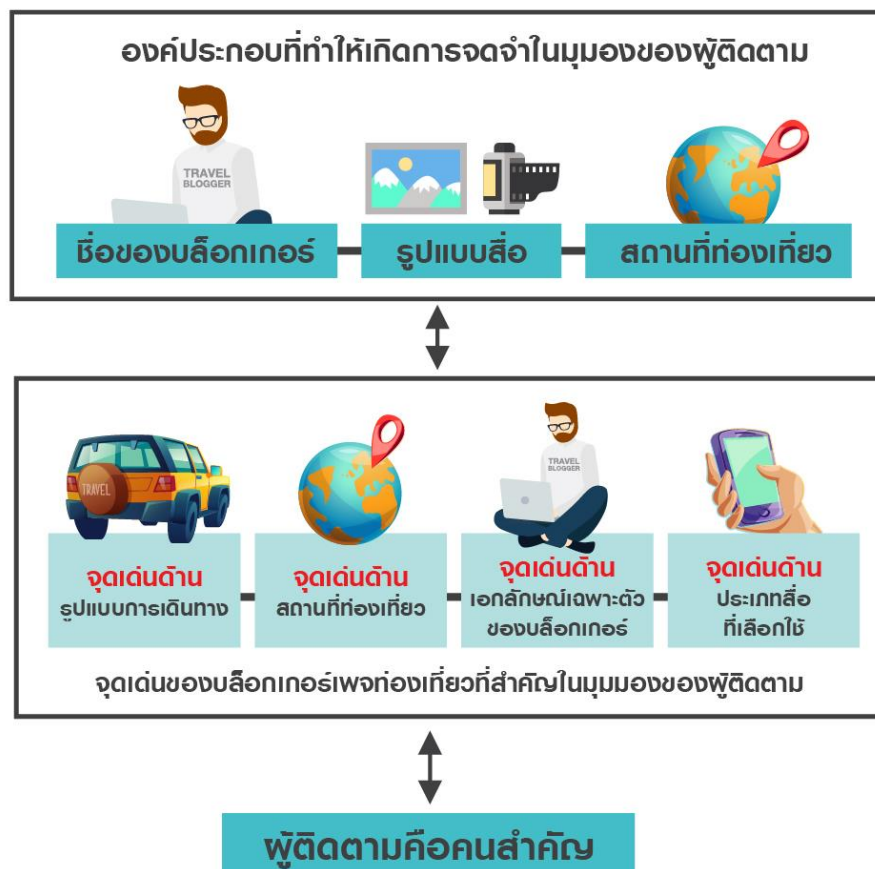 องค์ประกอบที่ทำให้เกิดการจดจำในมุมองของผู้ติดตาม
TRAVEL
BLOGGER
ชื่อของบล็อกเกอร์
รูปแบบสื่อ
สถานที่ท่องเที่ยว
TRAVEL
TRAVEL
BLOGGER
จุดเด่นด้าน
รูปแบบการเดินทาง
จุดเด่นด้าน
สถานที่ท่องเที่ยว
จุดเด่นด้าน
เอกลักษณ์เฉพาะตัว
ของบล็อกเกอร์
จุดเด่นด้าน
ประเภทสื่อ
ที่เลือกใช้
จุดเด่นของบล็อกเกอร์เพจท่องเที่ยวที่สำคัญในมุมมองของผู้ติดตาม
ผู้ติดตามคือคนสำคัญ